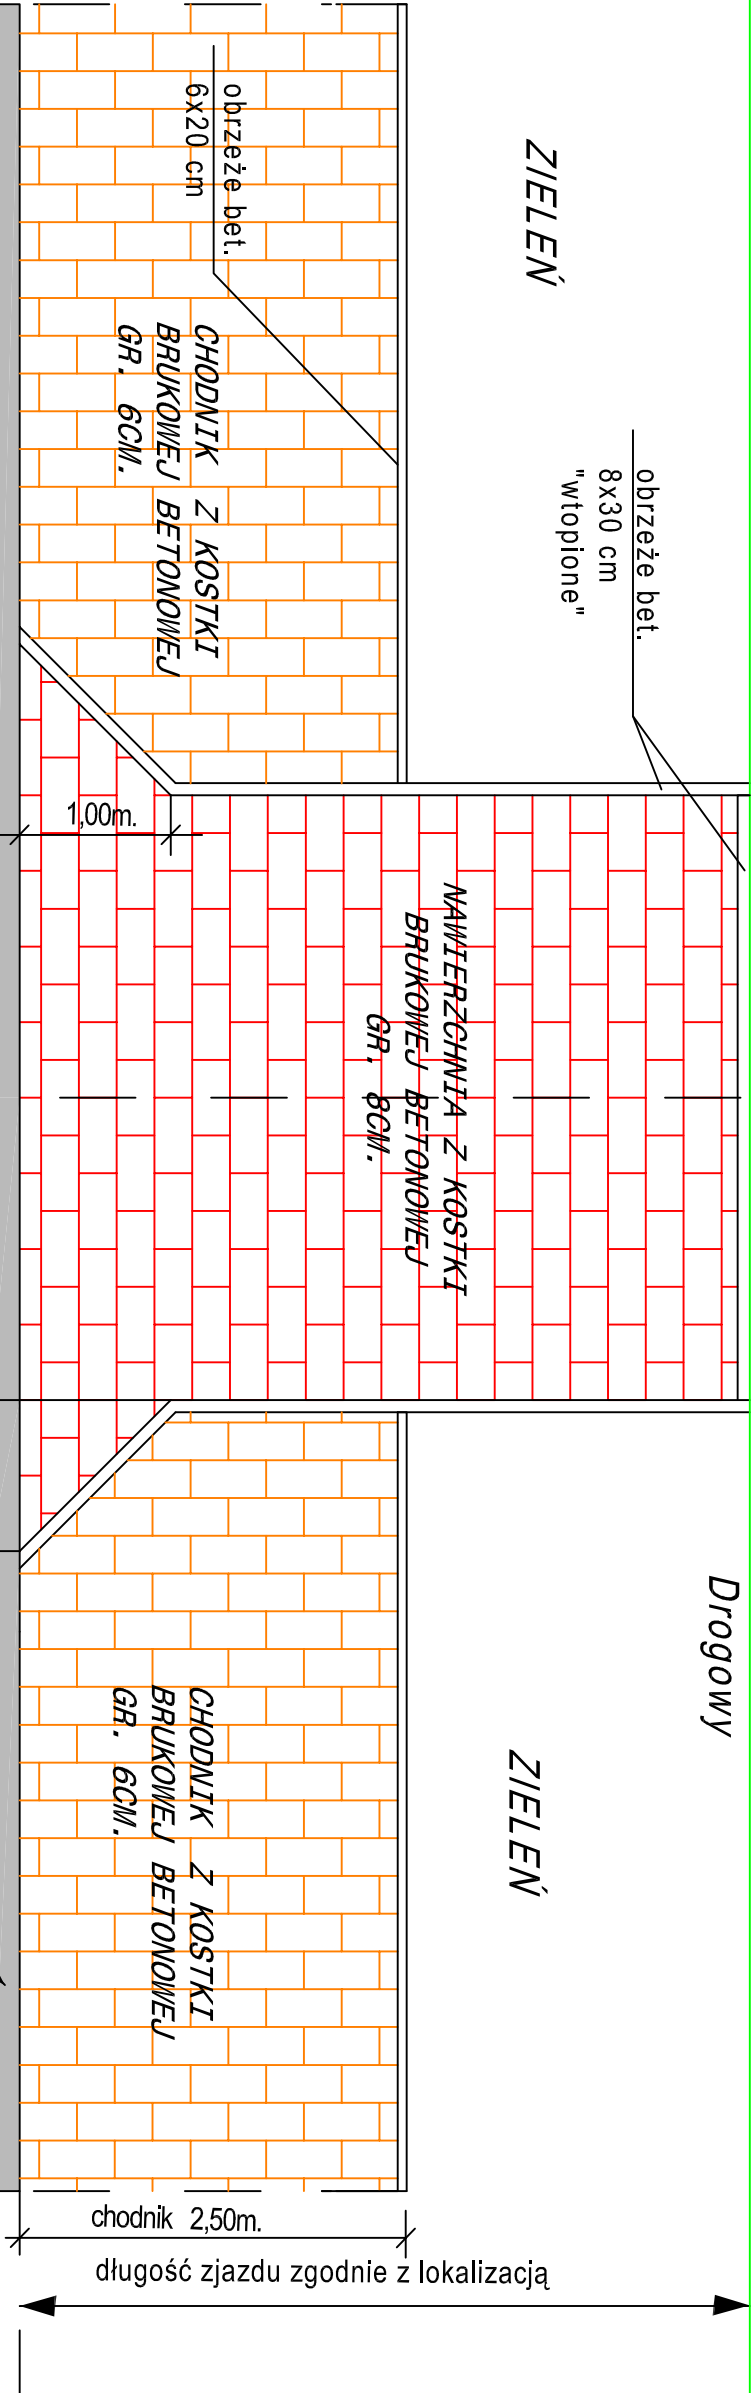 ZIELEŃ
obrzeże bet.
6x20 cm
CHODNIK Z KOSTKI
BRUKOWEJ BETONOWEJ
GR. 6CM.
obrzeże bet.
8x30 cm
"wtopione"
1,00m.
NAWIERZCHNIA Z KOSTKI
BRUKOWEJ BETONOWEJ
GR. 8CM.
Drogowy
ZIELEŃ
CHODNIK Z KOSTKI
BRUKOWEJ BETONOWEJ
GR. 6CM.
chodnik 2,50m.
długość zjazdu zgodnie z lokalizacją